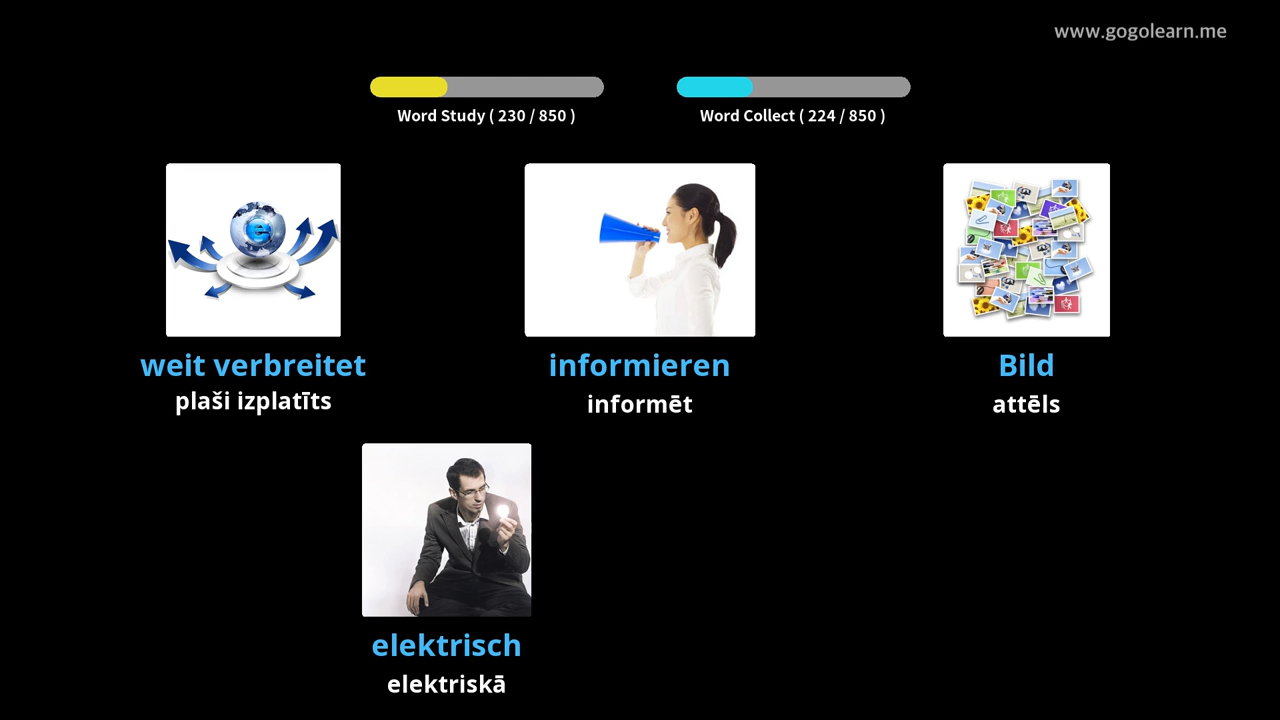 www.gogolearn.me
Word Study ( 230 / 850 )
Word Collect ( 224 / 850 )
weit verbreitet
plaši izplatīts
informieren
informēt
Bild
attēls
elektrisch
elektriskā